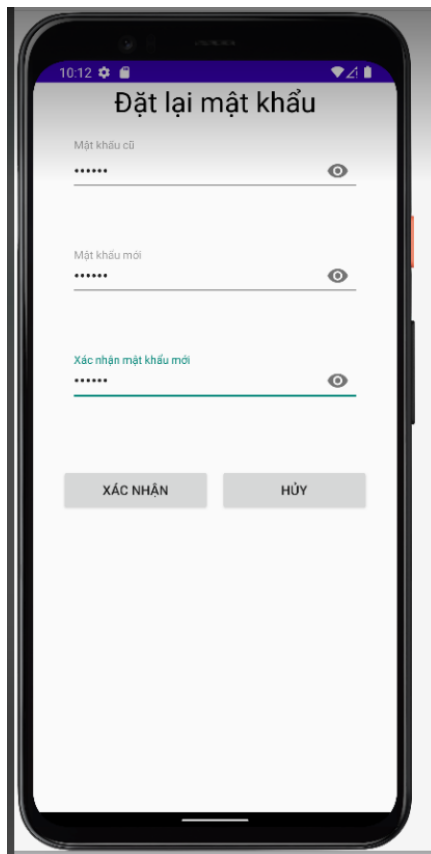 10:12
Đặt lại mật khẩu
Mật khẩu cũ
••••••
Mật khẩu mới
••••••
Xác nhận mật khẩu mới
••••••
XÁC NHẬN HỦY